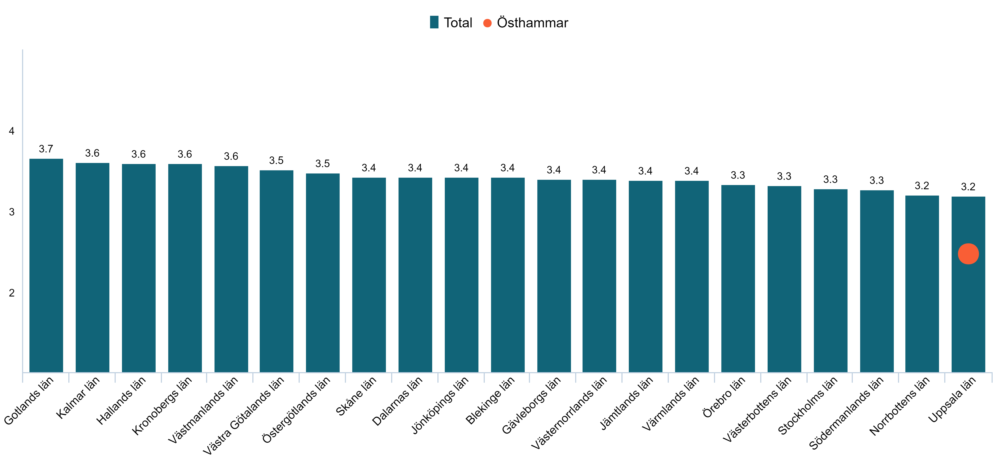 Total Östhammar
4
3
2
3.7 3.6 3.6 3.6 3.6 3.5 3.5 3.4 3.4 3.4 3.4 3.4 3.4 3.4 3.4 3.3 3.3 3.3 3.3 3.2 3.2
Gotlands län
Kalmar län
Hallands län
Kronobergs län
Västmanlands län
Västra Götalands län
Östergötlands län
Skåne län
Dalarnas län
Jönköpings län
Blekinge län
Gävleborgs län
Västernorrlands län
Jämtlands län
Värmlands län
Örebro län
Västerbottens län
Stockholms län
Södermanlands län
Norrbottens län
Uppsala län